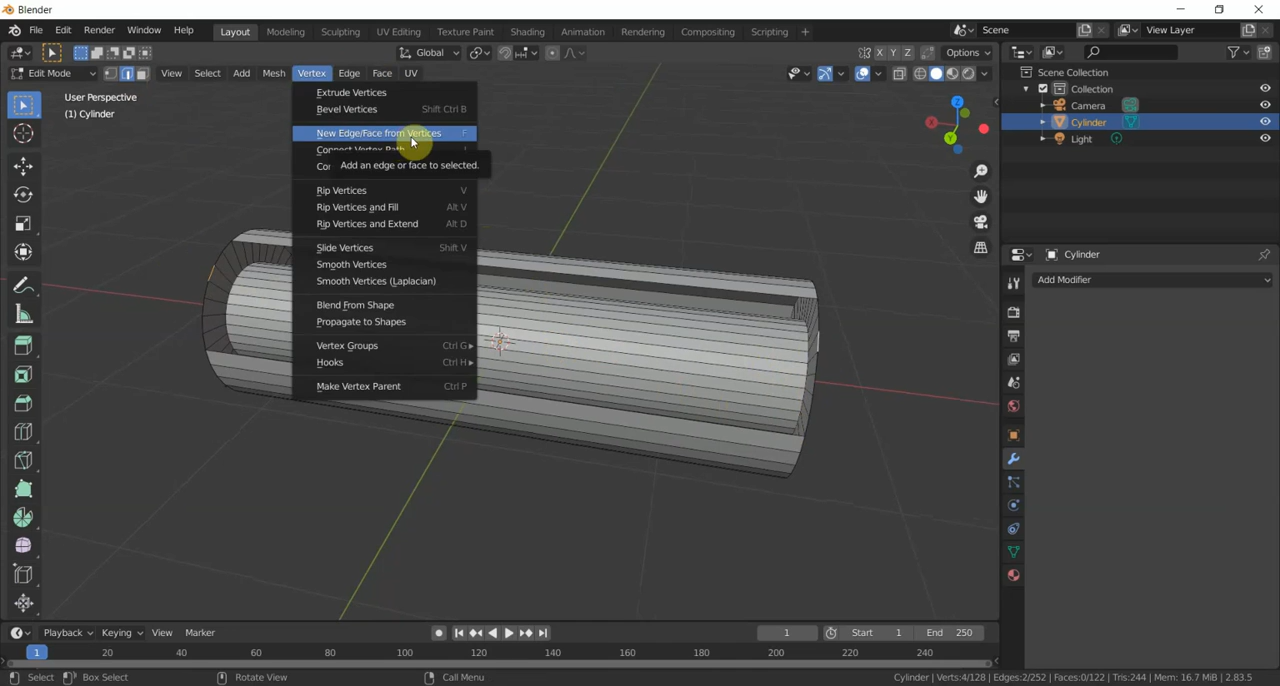 Blender
File Edit Render Window Help Layout Modeling Sculpting UV Editing Texture Paint Shading Animation Rendering Compositing Scripting + Scene View Layer
Global X Y Z Options
Edit Mode View Select Add Mesh Vertex Edge Face UV
User Perspective
(1) Cylinder
Extrude Vertices
Bevel Vertices Shift Ctrl B
New Edge/Face from Vertices F
Connect Vertex Path J
Add an edge or face to selected.
Rip Vertices V
Rip Vertices and Fill Alt V
Rip Vertices and Extend Alt D
Slide Vertices Shift V
Smooth Vertices
Smooth Vertices (Laplacian)
Blend From Shape
Propagate to Shapes
Vertex Groups Ctrl G
Hooks Ctrl H
Make Vertex Parent Ctrl P
Z
Y
Scene Collection
Collection
Camera
Cylinder
Light
Cylinder
Add Modifier
Playback Keying View Marker 1 Start 1 End 250
1 20 40 60 80 100 120 140 160 180 200 220 240
Select Box Select Rotate View Call Menu Cylinder | Verts:4/128 | Edges:2/252 | Faces:0/122 | Tris:244 | Mem: 16.7 MiB | 2.83.5